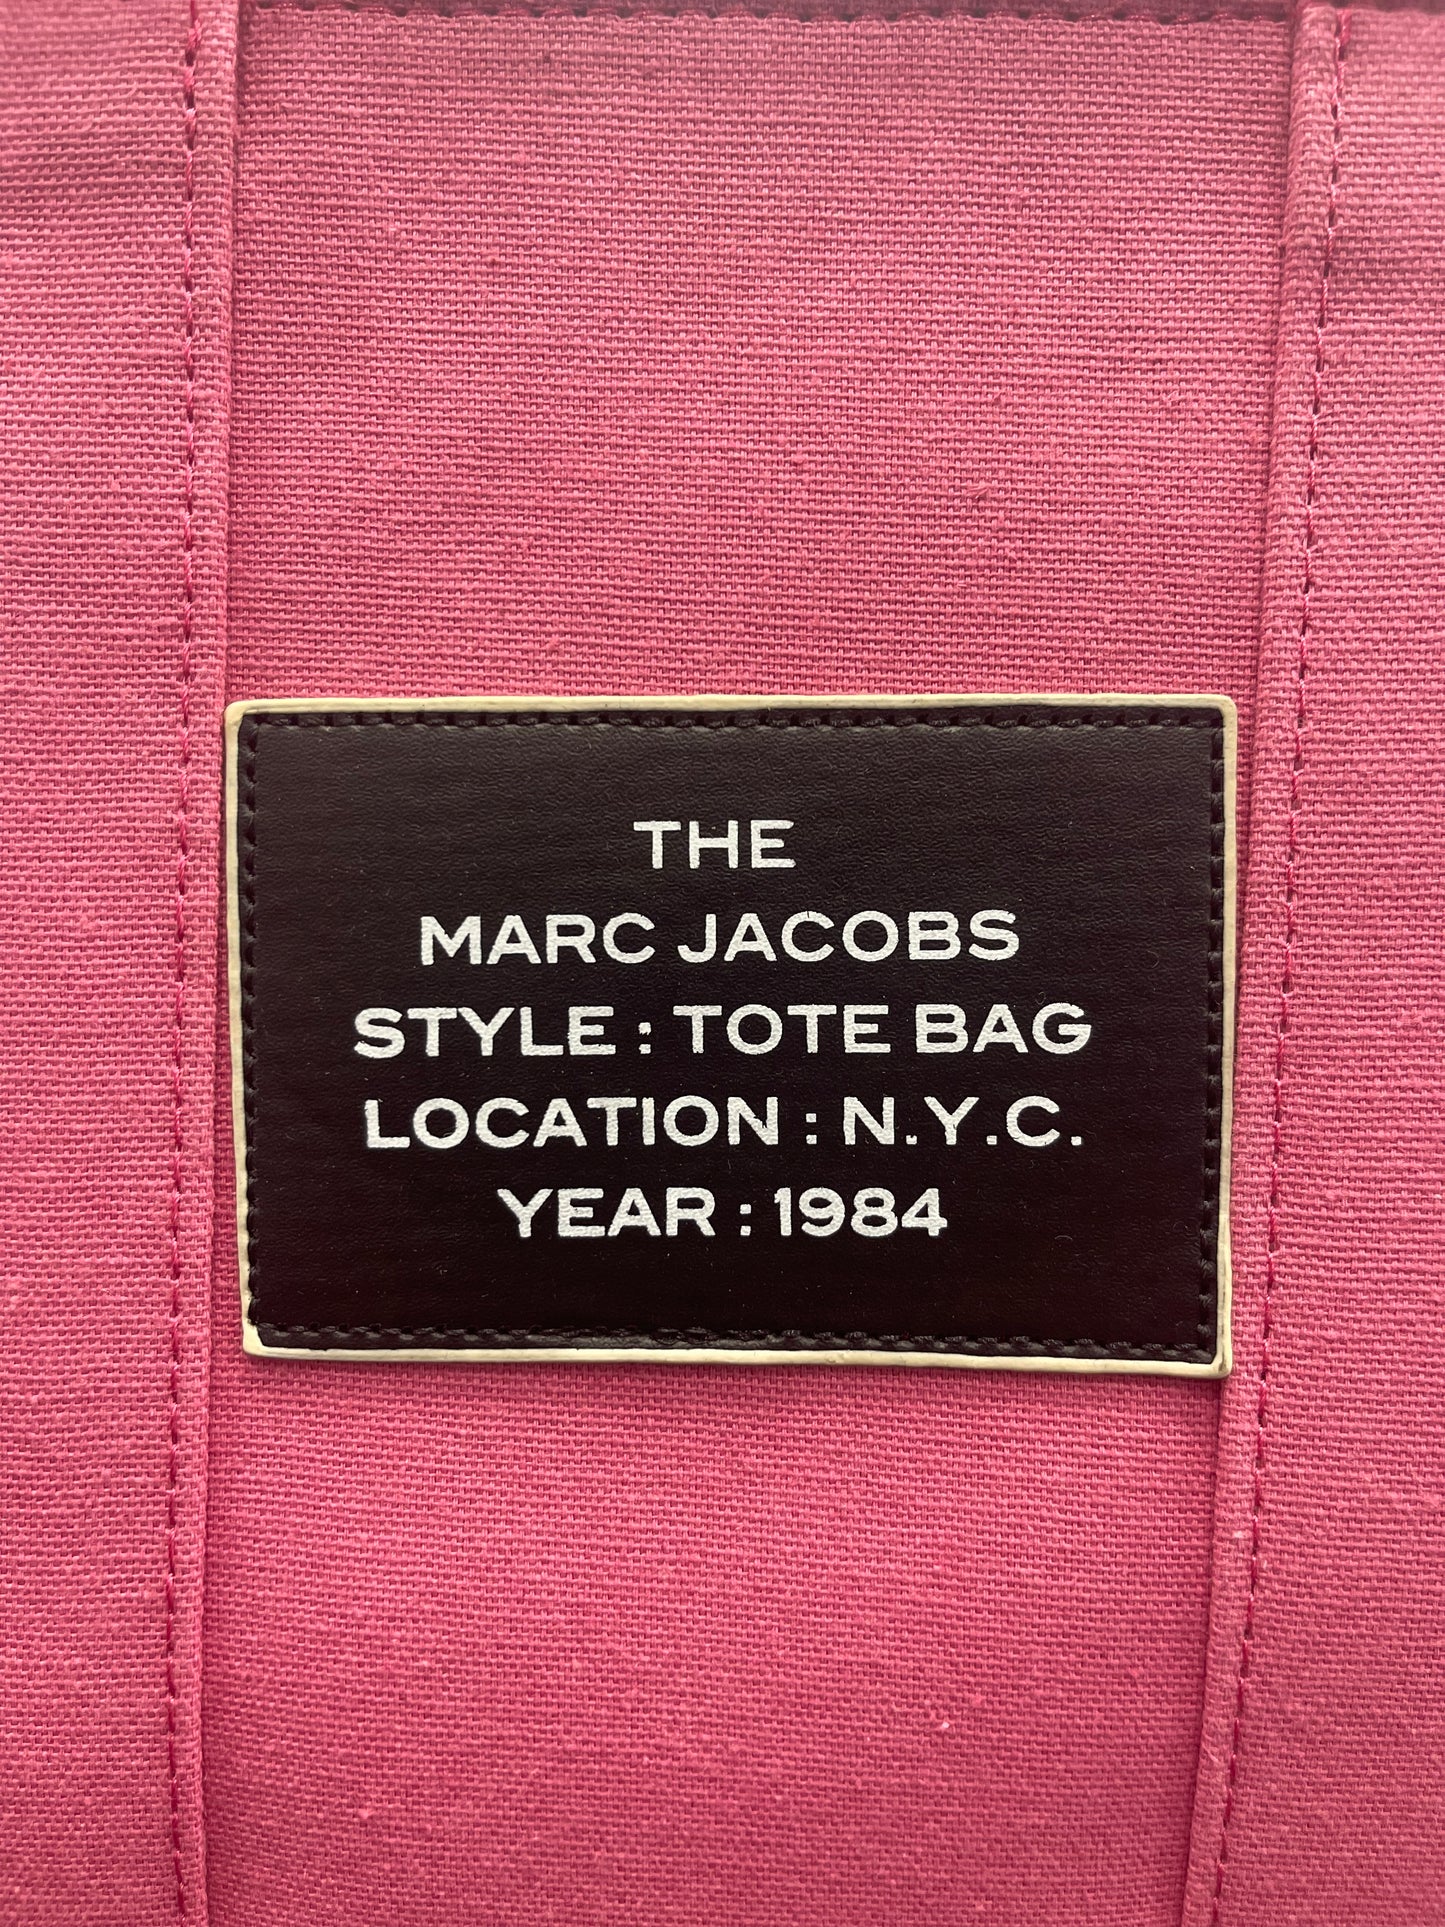 THE
MARC JACOBS
STYLE : TOTE BAG
LOCATION : N.Y.C.
YEAR : 1984